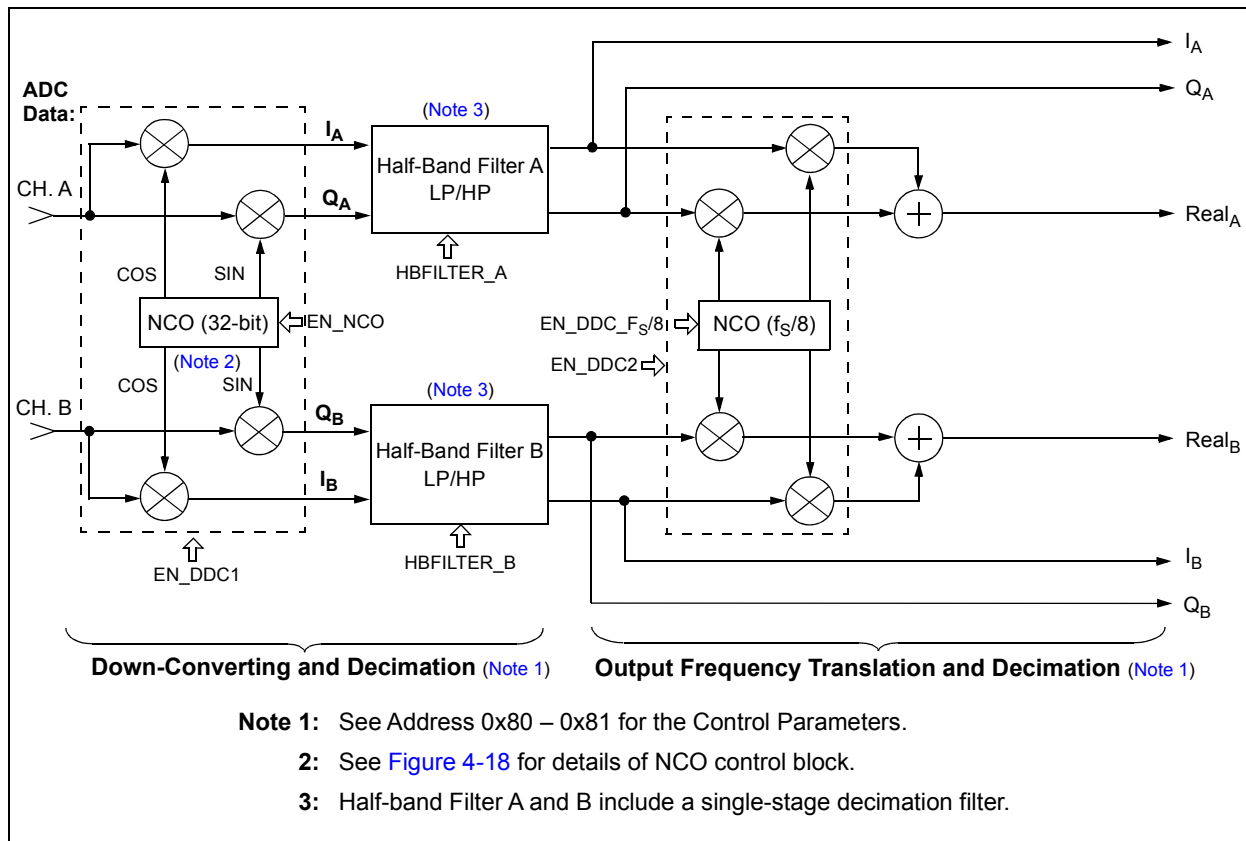 I_A
Q_A
ADC
Data:
(Note 3)
I_A
Half-Band Filter A
LP/HP
CH. A
Q_A
Real_A
HBFILTER_A
COS
SIN
NCO (32-bit)
EN_NCO
EN_DDC_F_S/8
NCO (f_S/8)
(Note 2)
EN_DDC2
COS
SIN
(Note 3)
CH. B
Q_B
Half-Band Filter B
LP/HP
Real_B
I_B
HBFILTER_B
EN_DDC1
I_B
Q_B
Down-Converting and Decimation (Note 1)
Output Frequency Translation and Decimation (Note 1)
Note 1: See Address 0x80 – 0x81 for the Control Parameters.
2: See Figure 4-18 for details of NCO control block.
3: Half-band Filter A and B include a single-stage decimation filter.